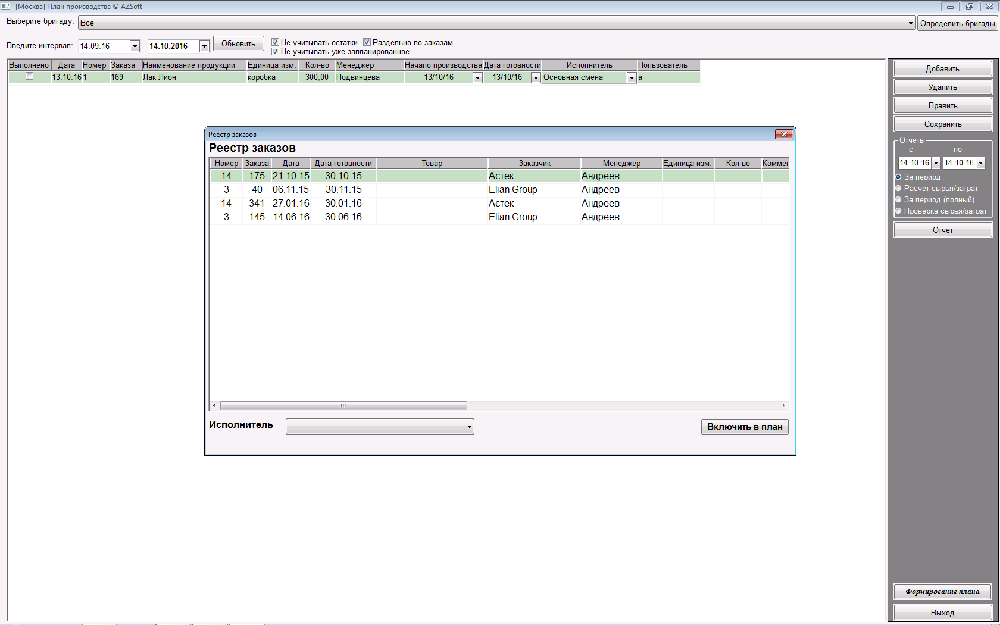 [Москва] План производства © AZSoft
Выберите бригаду: Все Определить бригады
Введите интервал: 14.09.16 14.10.2016 Обновить Не учитывать остатки Раздельно по заказам
Не учитывать уже запланированное
Выполнено Дата Номер Заказа Наименование продукции Единица изм. Кол-во Менеджер Начало производства Дата готовности Исполнитель Пользователь
13.10.16 1 169 Лак Лион коробка 300,00 Подвинцева 13/10/16 13/10/16 Основная смена а
Добавить
Удалить
Править
Сохранить
Отчеты
с по
14.10.16 14.10.16
За период
Расчет сырья/затрат
За период (полный)
Проверка сырья/затрат
Отчет
Реестр заказов
Реестр заказов
Номер Заказа Дата Дата готовности Товар Заказчик Менеджер Единица изм. Кол-во Коммен
14 175 21.10.15 30.10.15 Астек Андреев
3 40 06.11.15 30.11.15 Elian Group Андреев
14 341 27.01.16 30.01.16 Астек Андреев
3 145 14.06.16 30.06.16 Elian Group Андреев
Исполнитель Включить в план
Формирование плана
Выход